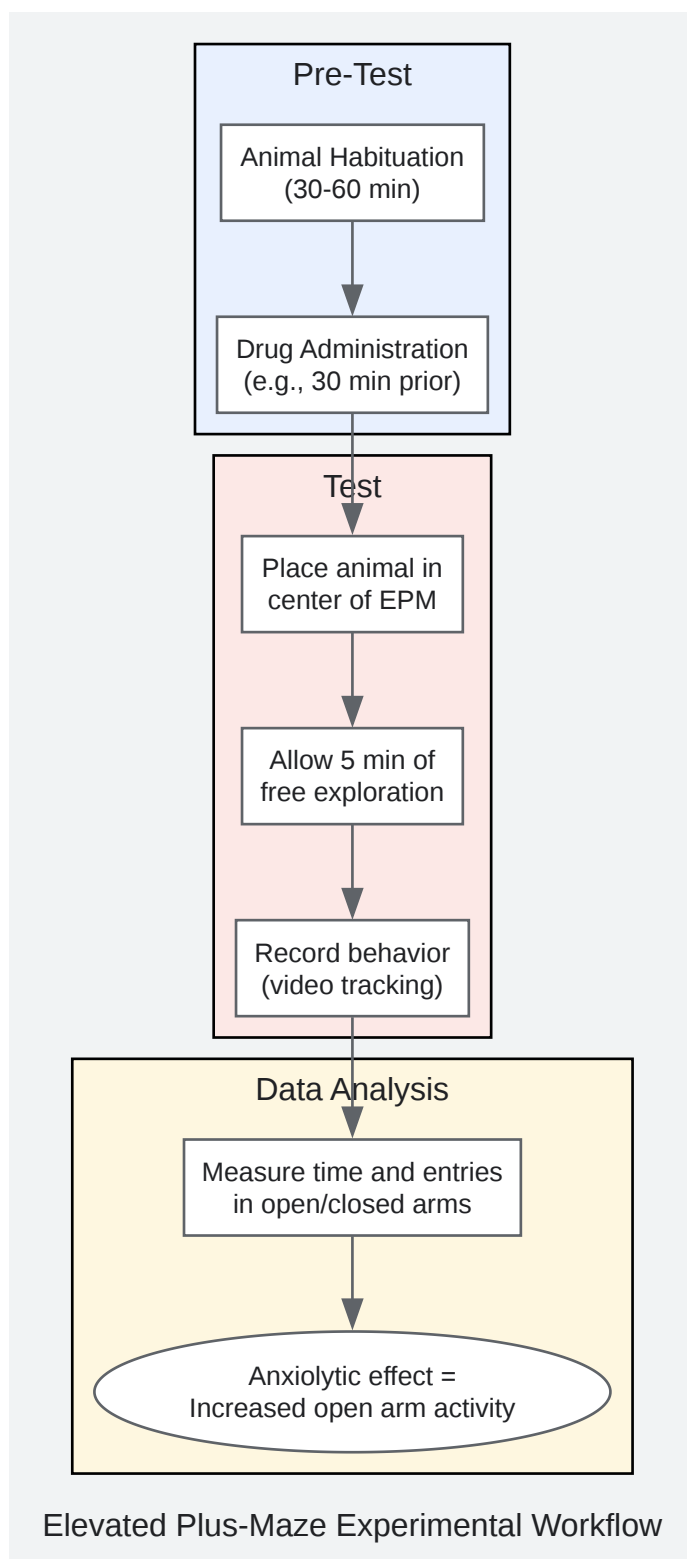 Pre-Test
Animal Habituation
(30-60 min)
Drug Administration
(e.g., 30 min prior)
Test
Place animal in
center of EPM
Allow 5 min of
free exploration
Record behavior
(video tracking)
Data Analysis
Measure time and entries
in open/closed arms
Anxiolytic effect =
Increased open arm activity
Elevated Plus-Maze Experimental Workflow